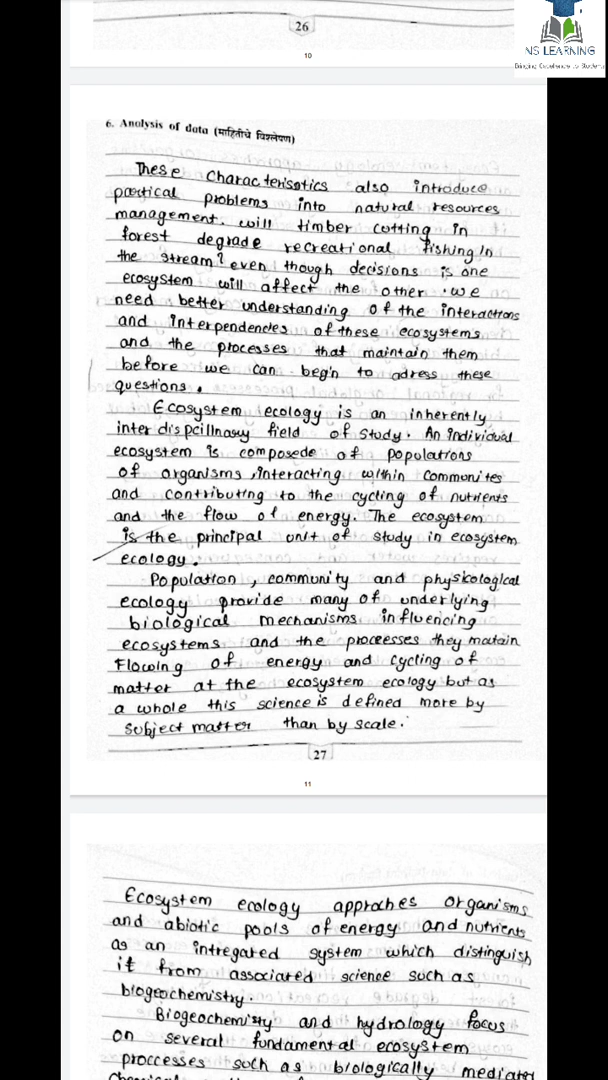 26
10
NS LEARNING
Bringing Excellence to Students
6. Analysis of data (माहितीचे विश्लेषण)
These characterisotics also introduce
practical problems into natural resources
management. will timber cutting in
forest degrade recreational fishing in
the stream? even though decisions is one
ecosystem will affect the other. we
need better understanding of the interactions
and interpendencies of these ecosystems
and the processes that maintain them
before we can begin to adress these
questions.
Ecosystem ecology is an inherently
inter dispcillnary field of study. An individual
ecosystem is composede of populations
of organisms, interacting within communites
and contributing to the cycling of nutrients
and the flow of energy. The ecosystem
is the principal unit of study in ecosystem
ecology.
Population, community and physicological
ecology provide many of underlying
biological mechanisms influencing
ecosystems and the processes they matain
Flowing of energy and cycling of
matter at the ecosystem ecology but as
a whole this science is defined more by
subject matter than by scale.
27
11
Ecosystem ecology approches organisms
and abiotic pools of energy and nutrients
as an intregated system which distinguish
it from associated science such as
biogeochemistry.
Biogeochemisty and hydrology focus
on several fundamental ecosystem
proccesses such as biologically mediated